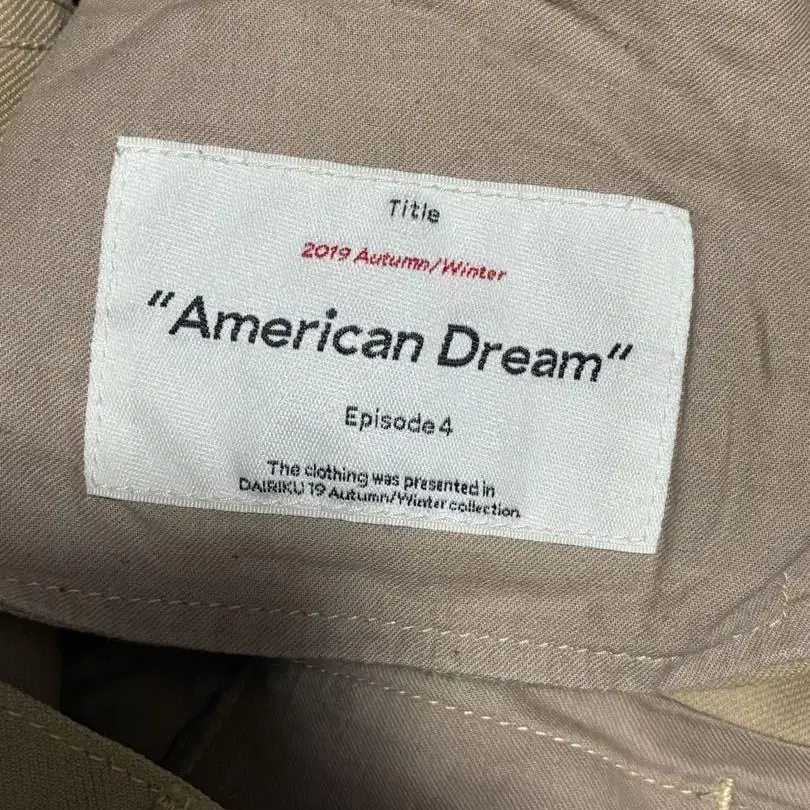 Title
2019 Autumn/Winter
"American Dream"
Episode 4
The clothing was presented in
DAIRIKU 19 Autumn/Winter collection